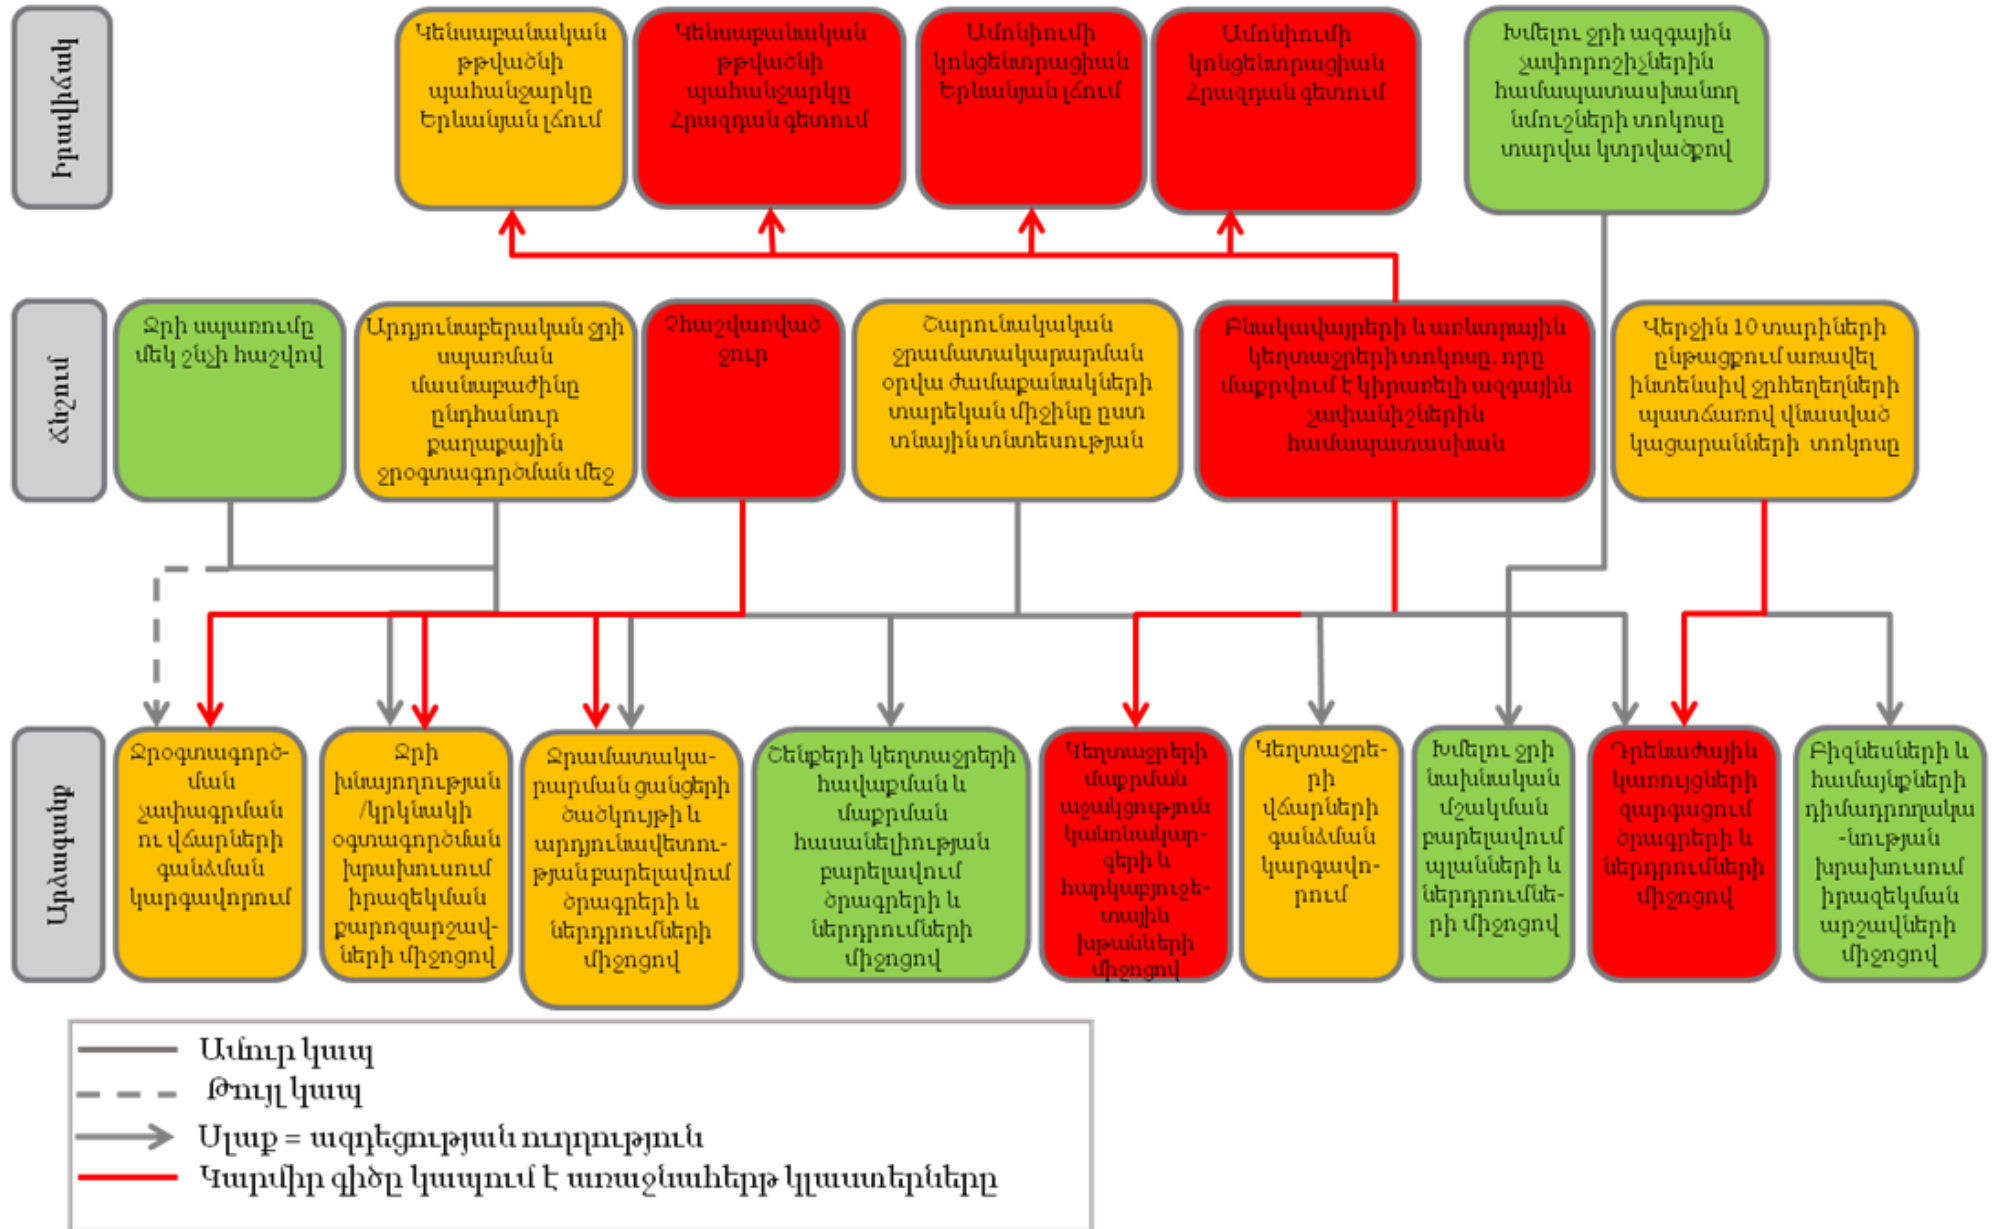 Իրավիճակ
Կենսաբանական
թթվածնի
պահանջարկը
Երևանյան լճում
Կենսաբանական
թթվածնի
պահանջարկը
Հրազդան գետում
Ամոնիումի
կոնցենտրացիան
Երևանյան լճում
Ամոնիումի
կոնցենտրացիան
Հրազդան գետում
Խմելու ջրի ազգային
չափորոշիչներին
համապատասխանող
նմուշների տոկոսը
տարվա կտրվածքով
Ճնշում
Ջրի սպառումը
մեկ շնչի հաշվով
Արդյունաբերական ջրի
սպառման
մասնաբաժինը
ընդհանուր
քաղաքային
ջրօգտագործման մեջ
Չհաշվառված
ջուր
Շարունակական
ջրամատակարարման
օրվա ժամաքանակների
տարեկան միջինը ըստ
տնային տնտեսության
Բնակավայրերի և առևտրային
կեղտաջրերի տոկոսը, որը
մաքրվում է կիրառելի ազգային
չափանիշներին
համապատասխան
Վերջին 10 տարիների
ընթացքում առավել
ինտենսիվ ջրհեղեղների
պատճառով վնասված
կացարանների տոկոսը
Արձագանք
Ջրօգտագործ-
ման
չափագրման
ու վճարների
գանձման
կարգավորում
Ջրի
խնայողության
/կրկնակի
օգտագործման
խրախուսում
իրազեկման
քարոզարշավ-
ների միջոցով
Ջրամատակա-
րարման ցանցերի
ծածկույթի և
արդյունավետու-
թյան բարելավում
ծրագրերի և
ներդրումների
միջոցով
Շենքերի կեղտաջրերի
հավաքման և
մաքրման
հասանելիության
բարելավում
ծրագրերի և
ներդրումների
միջոցով
Կեղտաջրերի
մաքրման
աջակցություն
կանոնակար-
գերի և
հարկաբյուջե-
տային
խթանների
միջոցով
Կեղտաջրե-
րի
վճարների
գանձման
կարգավո-
րում
Խմելու ջրի
նախնական
մշակման
բարելավում
պլանների և
ներդրումնե-
րի միջոցով
Դրենաժային
կառույցների
զարգացում
ծրագրերի և
ներդրումների
միջոցով
Բիզնեսների և
համայնքների
դիմադրողակա
-նության
խրախուսում
իրազեկման
արշավների
միջոցով
Ամուր կապ
Թույլ կապ
Սլաք = ազդեցության ուղղություն
Կարմիր գիծը կապում է առաջնահերթ կլաստերները